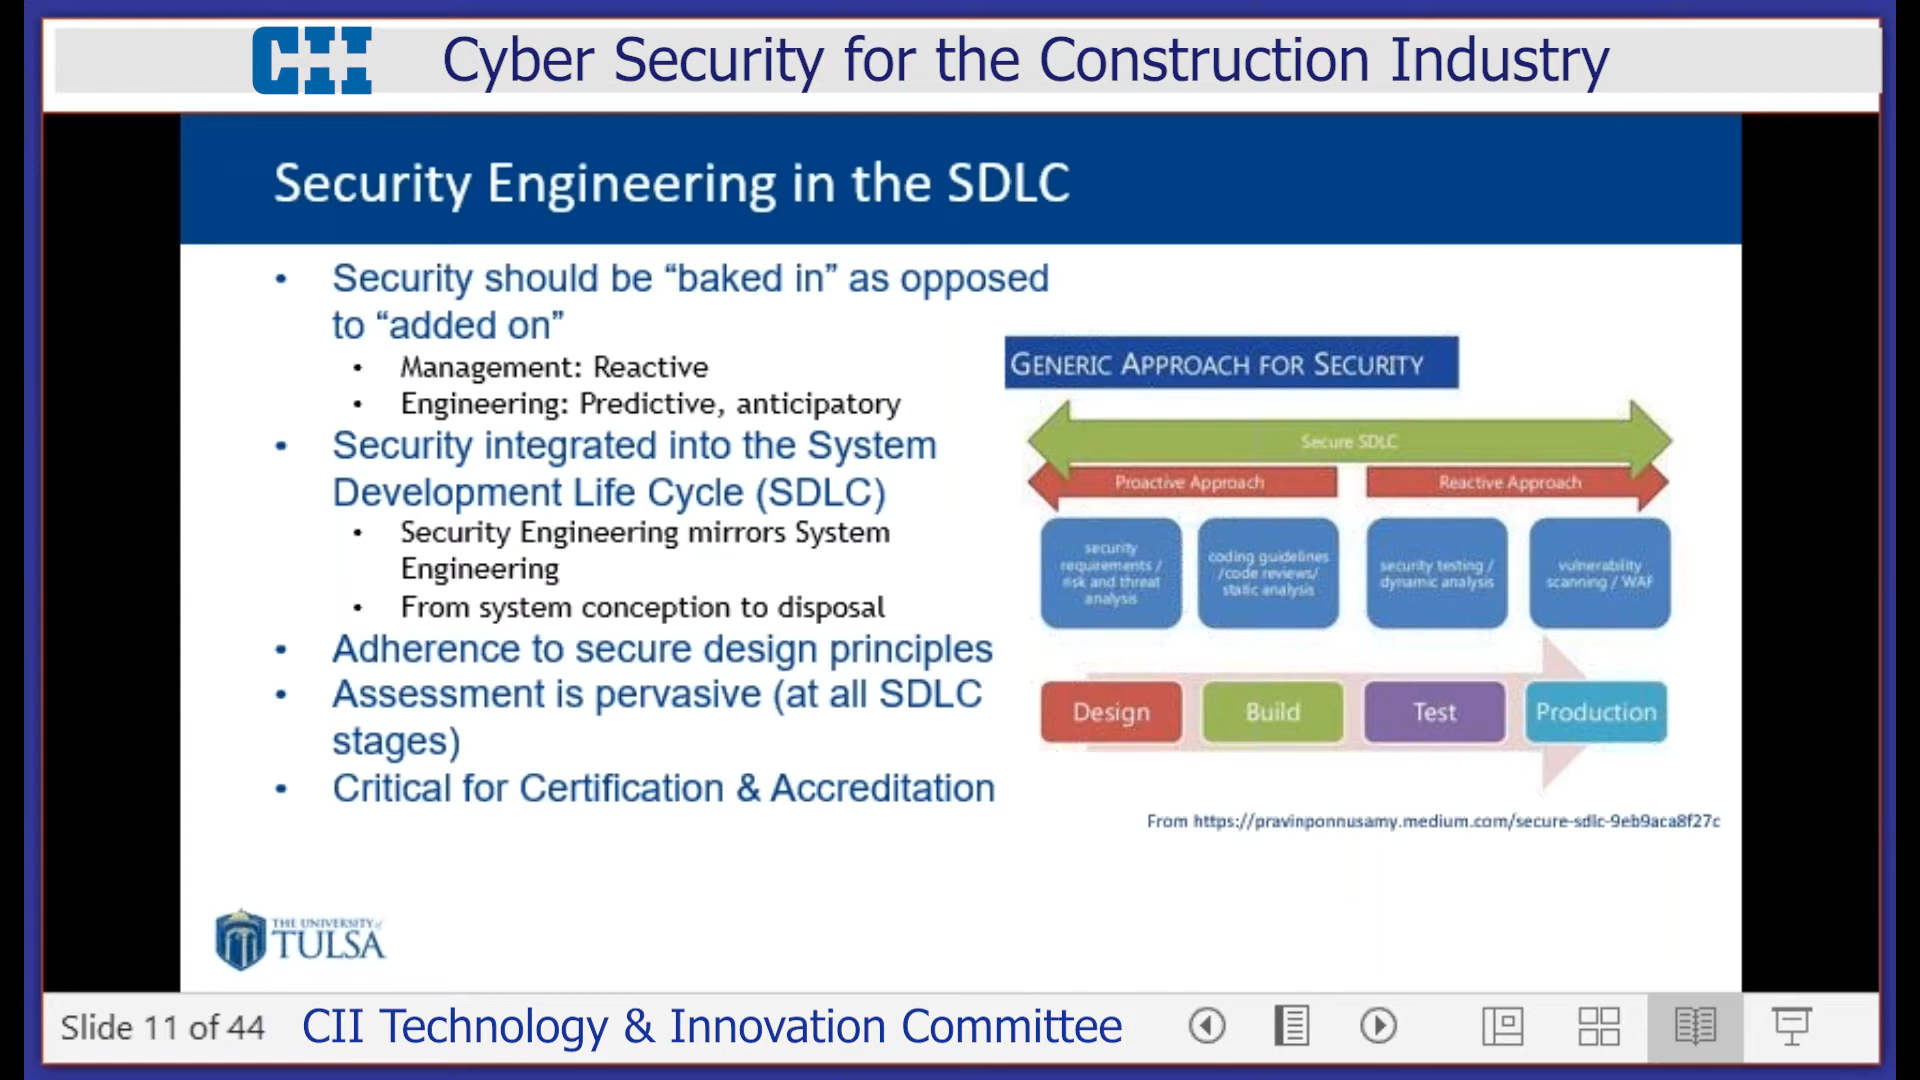 CII Cyber Security for the Construction Industry
Security Engineering in the SDLC
• Security should be “baked in” as opposed
to “added on”
• Management: Reactive
• Engineering: Predictive, anticipatory
• Security integrated into the System
Development Life Cycle (SDLC)
• Security Engineering mirrors System
Engineering
• From system conception to disposal
• Adherence to secure design principles
• Assessment is pervasive (at all SDLC
stages)
• Critical for Certification & Accreditation
GENERIC APPROACH FOR SECURITY
Secure SDLC
Proactive Approach
Reactive Approach
security
requirements /
risk and threat
analysis
coding guidelines
/code reviews/
static analysis
security testing /
dynamic analysis
vulnerability
scanning / WAF
Design
Build
Test
Production
From https://pravinponnusamy.medium.com/secure-sdlc-9eb9aca8f27c
THE UNIVERSITY of
TULSA
Slide 11 of 44 CII Technology & Innovation Committee